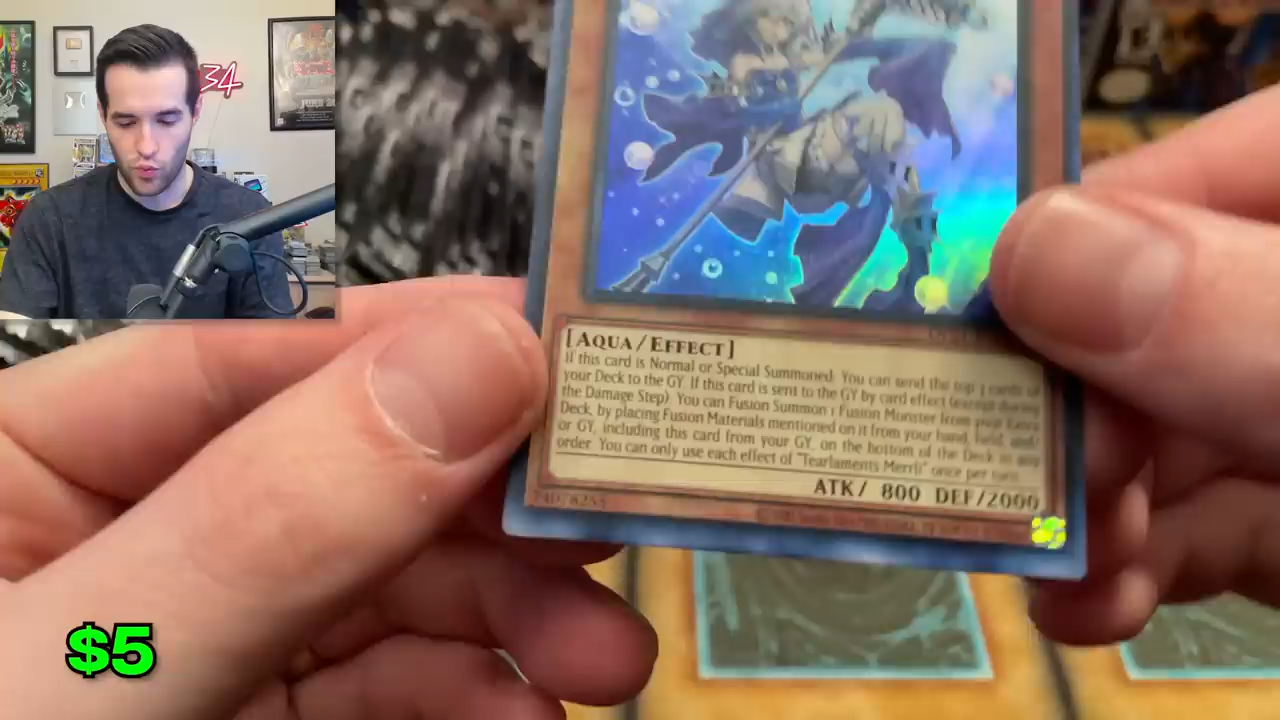 34
[AQUA/EFFECT]
If this card is Normal or Special Summoned: You can send the top 3 cards of
your Deck to the GY. If this card is sent to the GY by card effect (except during
the Damage Step): You can Fusion Summon 1 Fusion Monster from your Extra
Deck, by placing Fusion Materials mentioned on it from your hand, field, and/
or GY, including this card from your GY, on the bottom of the Deck in any
order. You can only use each effect of "Tearlaments Merrli" once per turn.
ATK/ 800 DEF/2000
$5